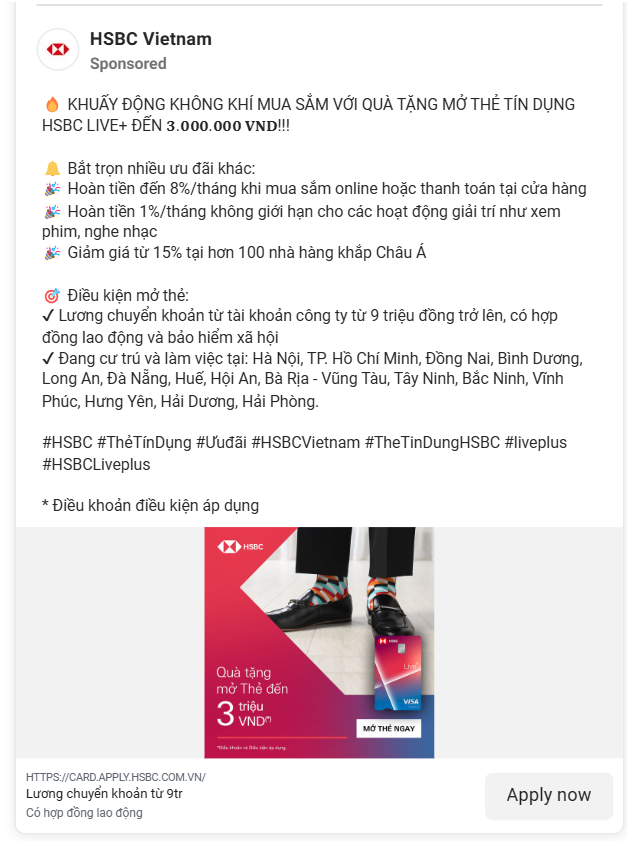 HSBC Vietnam
Sponsored
🔥 KHUẤY ĐỘNG KHÔNG KHÍ MUA SẮM VỚI QUÀ TẶNG MỞ THẺ TÍN DỤNG
HSBC LIVE+ ĐẾN 𝟑.𝟎𝟎𝟎.𝟎𝟎𝟎 𝐕𝐍𝐃!!!
🔔 Bắt trọn nhiều ưu đãi khác:
🎉 Hoàn tiền đến 8%/tháng khi mua sắm online hoặc thanh toán tại cửa hàng
🎉 Hoàn tiền 1%/tháng không giới hạn cho các hoạt động giải trí như xem
phim, nghe nhạc
🎉 Giảm giá từ 15% tại hơn 100 nhà hàng khắp Châu Á
🎯 Điều kiện mở thẻ:
✔ Lương chuyển khoản từ tài khoản công ty từ 9 triệu đồng trở lên, có hợp
đồng lao động và bảo hiểm xã hội
✔ Đang cư trú và làm việc tại: Hà Nội, TP. Hồ Chí Minh, Đồng Nai, Bình Dương,
Long An, Đà Nẵng, Huế, Hội An, Bà Rịa - Vũng Tàu, Tây Ninh, Bắc Ninh, Vĩnh
Phúc, Hưng Yên, Hải Dương, Hải Phòng.
#HSBC #ThẻTínDụng #Ưuđãi #HSBCVietnam #TheTinDungHSBC #liveplus
#HSBCLiveplus
* Điều khoản điều kiện áp dụng
HSBC
Quà tặng
mở Thẻ đến
3 triệu
VND(*)
*Điều khoản và Điều kiện áp dụng
HSBC
Live+
VISA
MỞ THẺ NGAY
HTTPS://CARD.APPLY.HSBC.COM.VN/
Lương chuyển khoản từ 9tr
Có hợp đồng lao động
Apply now